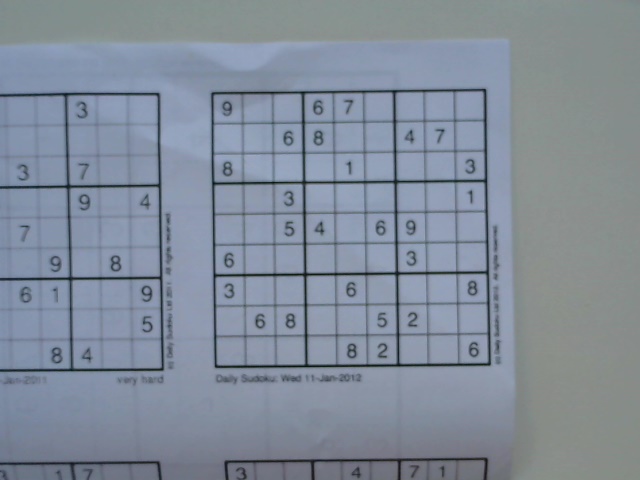 3
3 7
9 4
7
9 8
6 1 9
5
8 4
-Jan-2011 very hard
(c) Daily Sudoku Ltd 2011. All rights reserved.
9 6 7
6 8 4 7
8 1 3
3 1
5 4 6 9
6 3
3 6 8
6 8 5 2
8 2 6
Daily Sudoku: Wed 11-Jan-2012
(c) Daily Sudoku Ltd 2012. All rights reserved.
3 1 7
3 4 7 1